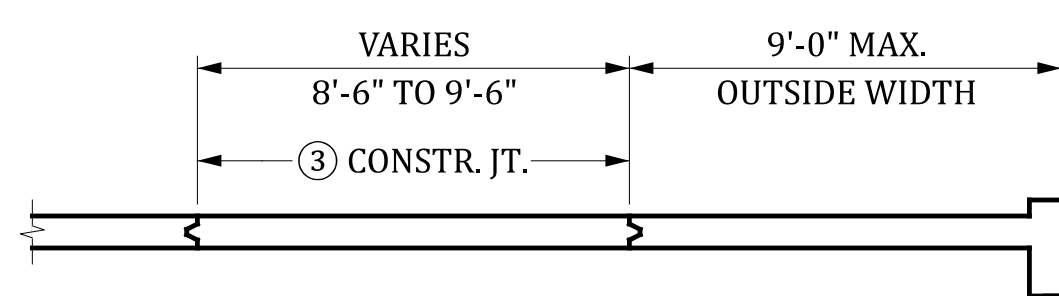 VARIES
8'-6" TO 9'-6"
9'-0" MAX.
OUTSIDE WIDTH
③ CONSTR. JT.